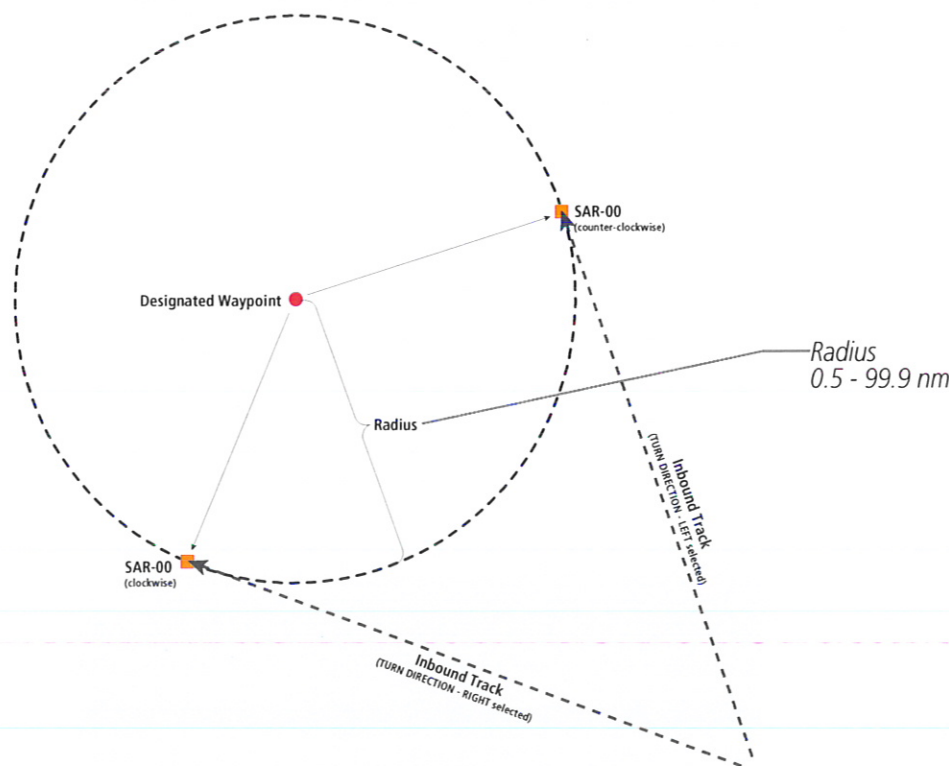 SAR-00
(counter-clockwise)
Designated Waypoint
Radius
0.5 - 99.9 nm
Radius
Inbound Track
(TURN DIRECTION - LEFT selected)
SAR-00
(clockwise)
Inbound Track
(TURN DIRECTION - RIGHT selected)